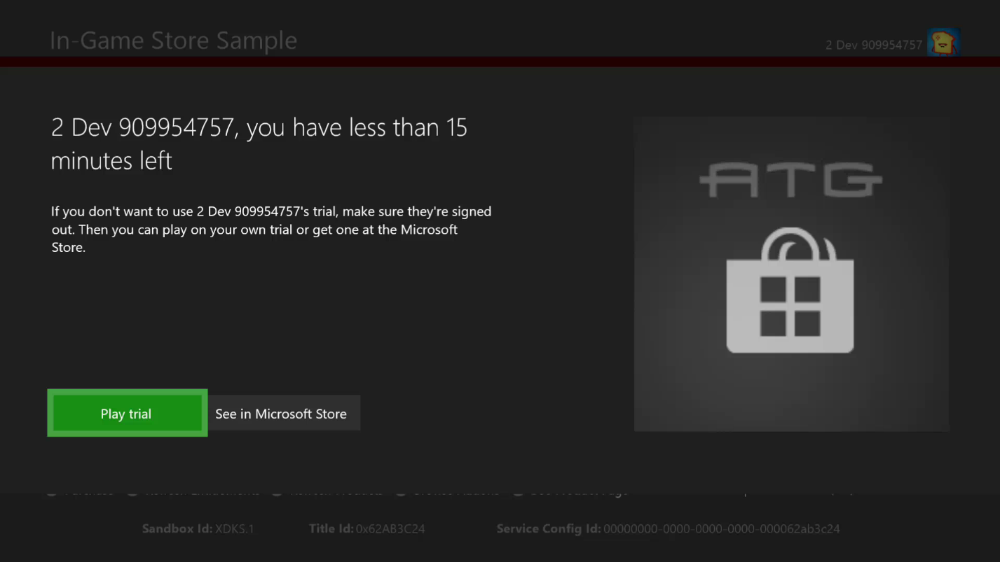 In-Game Store Sample
2 Dev 909954757
2 Dev 909954757, you have less than 15
minutes left
If you don't want to use 2 Dev 909954757's trial, make sure they're signed
out. Then you can play on your own trial or get one at the Microsoft
Store.
ATG
Play trial
See in Microsoft Store
Sandbox Id: XDKS.1
Title Id: 0x62AB3C24
Service Config Id: 00000000-0000-0000-0000-000062ab3c24